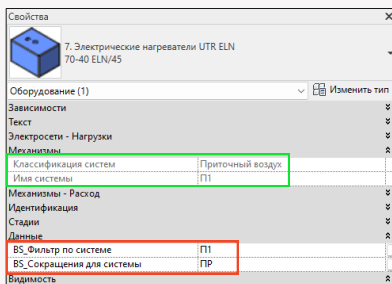 Свойства
7. Электрические нагреватели UTR ELN
70-40 ELN/45
Оборудование (1)
Изменить тип
Зависимости
Текст
Электросети - Нагрузки
Механизмы
Классификация систем Приточный воздух
Имя системы П1
Механизмы - Расход
Идентификация
Стадии
Данные
BS_Фильтр по системе П1
BS_Сокращения для системы ПР
Видимость